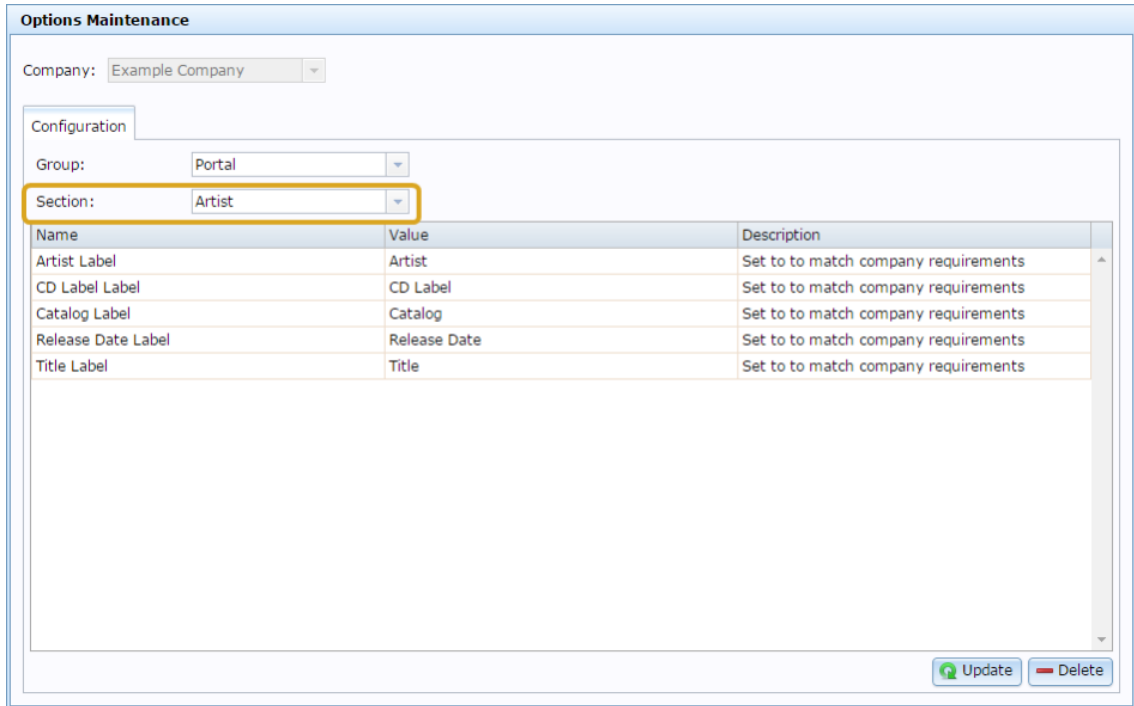 Options Maintenance
Company: Example Company
Configuration
Group: Portal
Section: Artist
Name Value Description
Artist Label Artist Set to to match company requirements
CD Label Label CD Label Set to to match company requirements
Catalog Label Catalog Set to to match company requirements
Release Date Label Release Date Set to to match company requirements
Title Label Title Set to to match company requirements
Update Delete